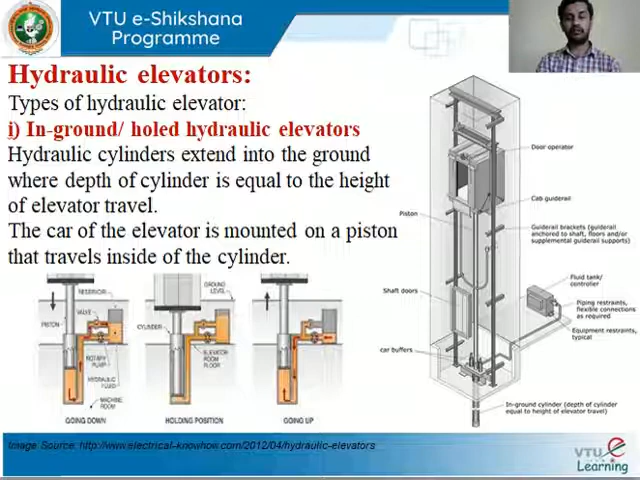 VTU e-Shikshana
Programme
Hydraulic elevators:
Types of hydraulic elevator:
i) In-ground/ holed hydraulic elevators
Hydraulic cylinders extend into the ground
where depth of cylinder is equal to the height
of elevator travel.
The car of the elevator is mounted on a piston
that travels inside of the cylinder.
Door operator
Cab guiderail
Piston
Guiderail brackets (guiderail
anchored to shaft, floors and/or
supplemental guiderail supports)
Fluid tank/
controller
Shaft doors
Piping restraints,
flexible connections
as required
Equipment restraints,
typical
car buffers
In-ground cylinder (depth of cylinder
equal to height of elevator travel)
RESERVOIR
VALVE
PISTON
ROTARY
PUMP
HYDRAULIC
FLUID
MACHINE
ROOM
GOING DOWN
GROUND
LEVEL
CYLINDER
ELEVATOR
ROOM
FLOOR
HOLDING POSITION
GOING UP
Image Source: http://www.electrical-knowhow.com/2012/04/hydraulic-elevators
VTU e
Learning